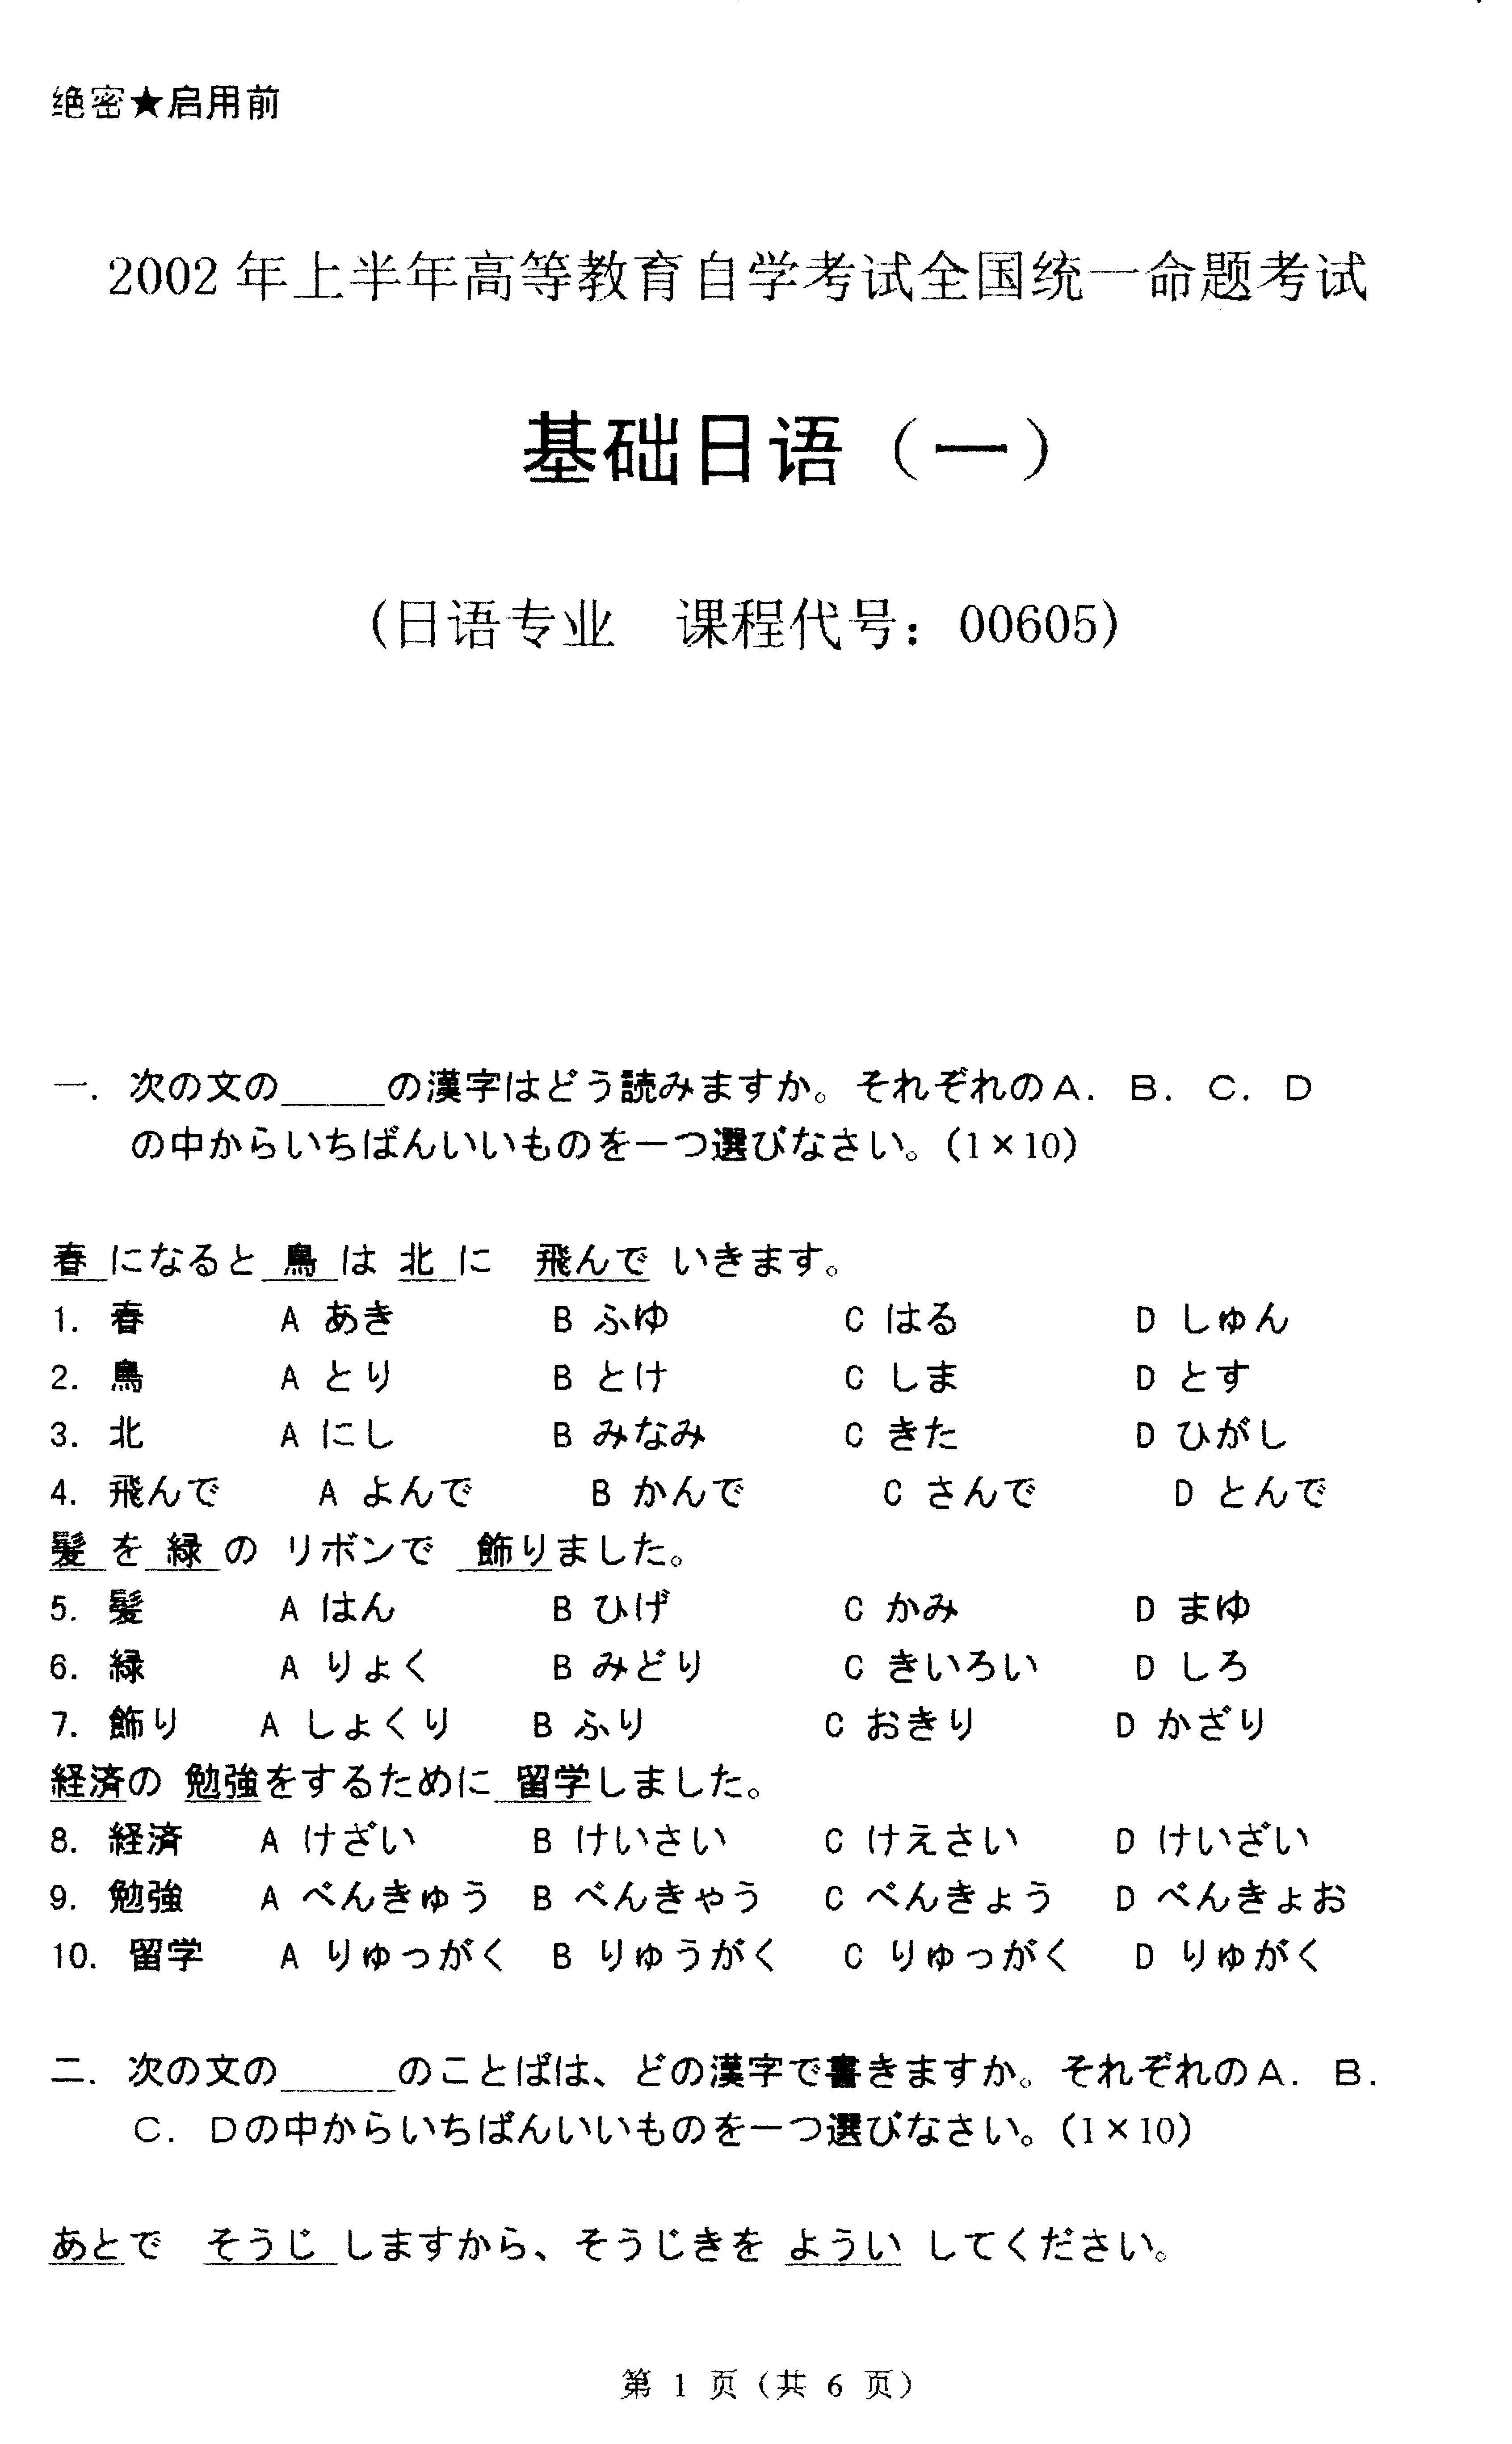 绝密★启用前
2002年上半年高等教育自学考试全国统一命题考试
基础日语（一）
(日语专业　课程代号：00605)
一． 次の文の_____の漢字はどう読みますか。それぞれのA． B． C． D
の中からいちばんいいものを一つ選びなさい。（1×10）
春 になると 鳥 は 北 に　飛んで いきます。
1. 春　A あき　B ふゆ　C はる　D しゅん
2. 鳥　A とり　B とけ　C しま　D とす
3. 北　A にし　B みなみ　C きた　D ひがし
4. 飛んで　A よんで　B かんで　C さんで　D とんで
髪 を 緑 の リボンで 飾りました。
5. 髪　A はん　B ひげ　C かみ　D まゆ
6. 緑　A りょく　B みどり　C きいろい　D しろ
7. 飾り　A しょくり　B ふり　C おきり　D かざり
経済の 勉強をするために 留学しました。
8. 経済　A けざい　B けいさい　C けえさい　D けいざい
9. 勉強　A べんきゅう　B べんきゃう　C べんきょう　D べんきょお
10. 留学　A りゅっがく　B りゅうがく　C りゅっがく　D りゅがく
二． 次の文の______のことばは、どの漢字で書きますか。それぞれのA． B．
C． Dの中からいちばんいいものを一つ選びなさい。（1×10）
あとで　そうじ しますから、そうじきを ようい してください。
第 1 页（共 6 页）